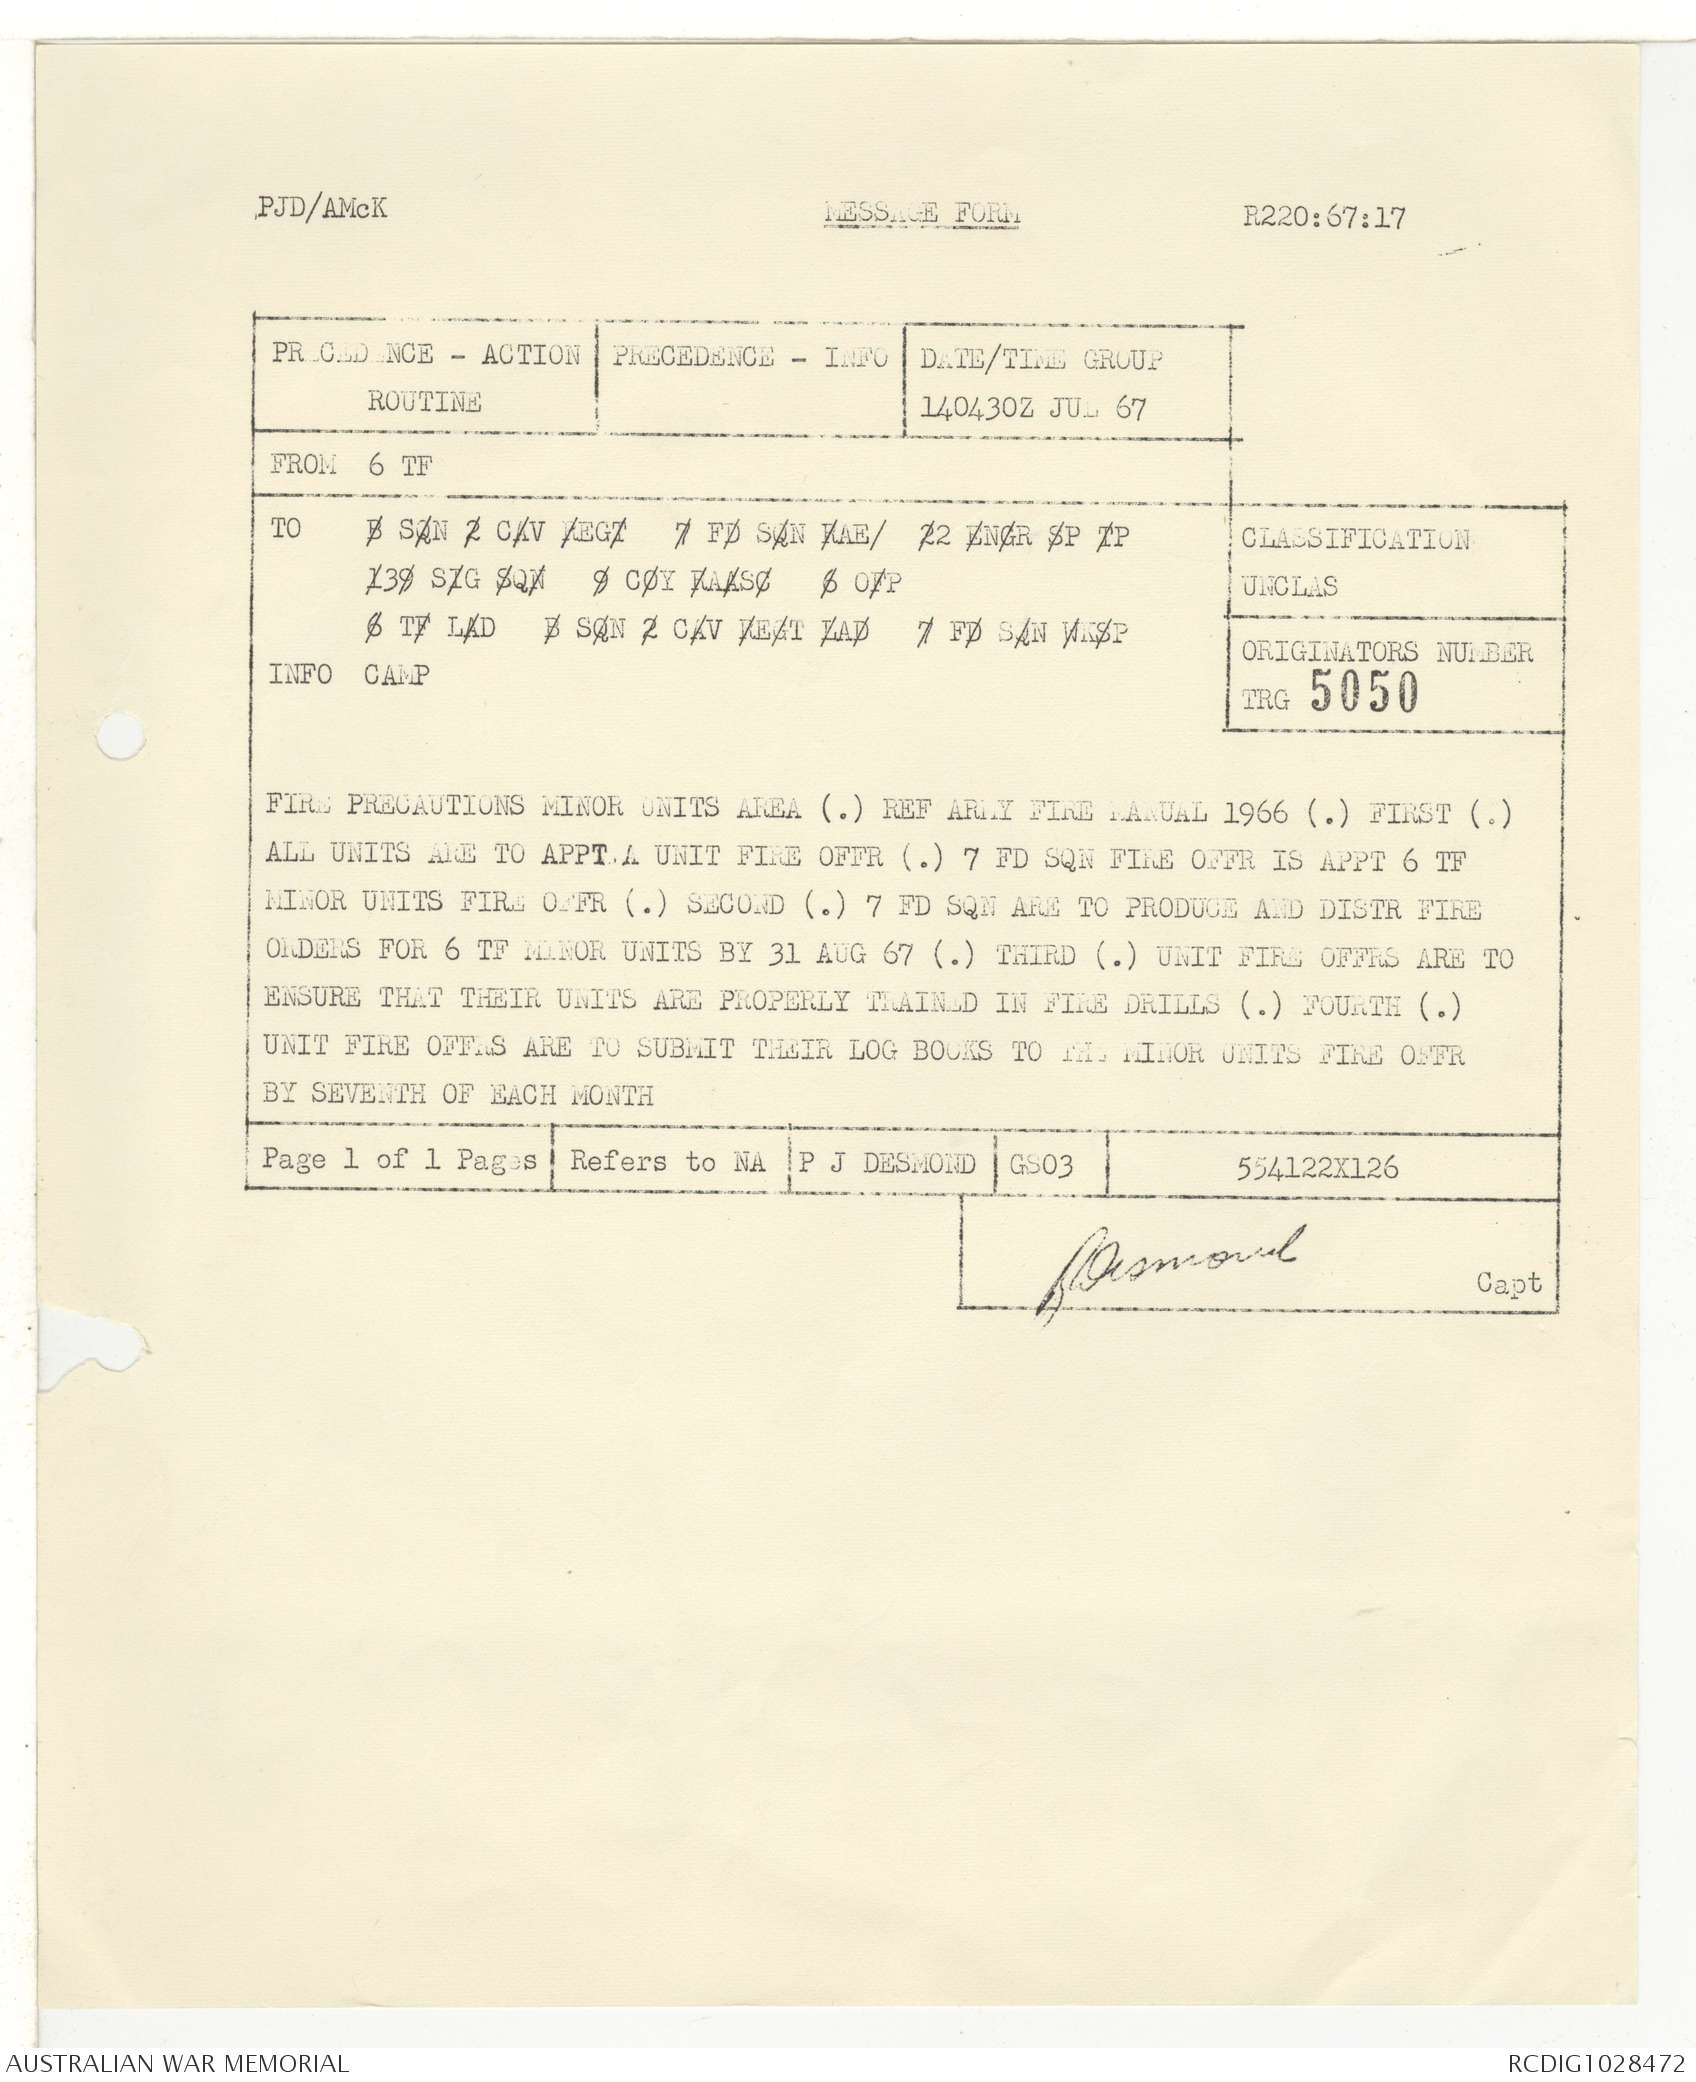 PJD/AMcK MESSAGE FORM R220:67:17
PRECEDENCE - ACTION PRECEDENCE - INFO DATE/TIME GROUP
ROUTINE 140430Z JUL 67
FROM 6 TF
TO B SQN 2 CAV REGT 7 FD SQN RAE/ 22 ENGR SP TP
CLASSIFICATION
139 SIG SQN 9 COY RAASC 6 OFP
UNCLAS
6 TF LAD B SQN 2 CAV REGT LAD 7 FD SQN WKSP
ORIGINATORS NUMBER
INFO CAMP
TRG 5050
FIRE PRECAUTIONS MINOR UNITS AREA (.) REF ARMY FIRE MANUAL 1966 (.) FIRST (.)
ALL UNITS ARE TO APPT A UNIT FIRE OFFR (.) 7 FD SQN FIRE OFFR IS APPT 6 TF
MINOR UNITS FIRE OFFR (.) SECOND (.) 7 FD SQN ARE TO PRODUCE AND DISTR FIRE
ORDERS FOR 6 TF MINOR UNITS BY 31 AUG 67 (.) THIRD (.) UNIT FIRE OFFRS ARE TO
ENSURE THAT THEIR UNITS ARE PROPERLY TRAINED IN FIRE DRILLS (.) FOURTH (.)
UNIT FIRE OFFRS ARE TO SUBMIT THEIR LOG BOOKS TO THE MINOR UNITS FIRE OFFR
BY SEVENTH OF EACH MONTH
Page 1 of 1 Pages Refers to NA P J DESMOND GSO3 554122X126
PJDesmond
Capt
AUSTRALIAN WAR MEMORIAL RCDIG1028472